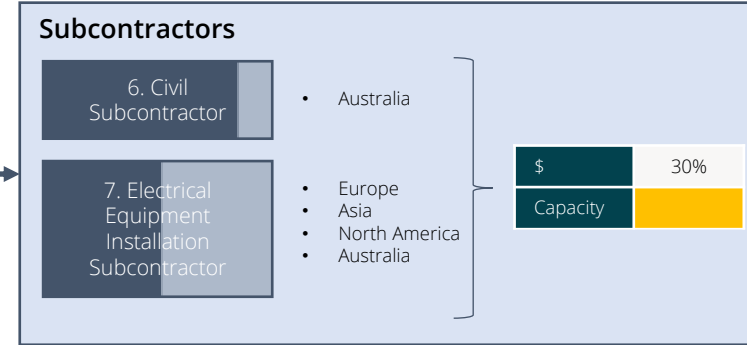 Subcontractors
6. Civil
Subcontractor
• Australia
7. Electrical
Equipment
Installation
Subcontractor
• Europe
• Asia
• North America
• Australia
$ 30%
Capacity